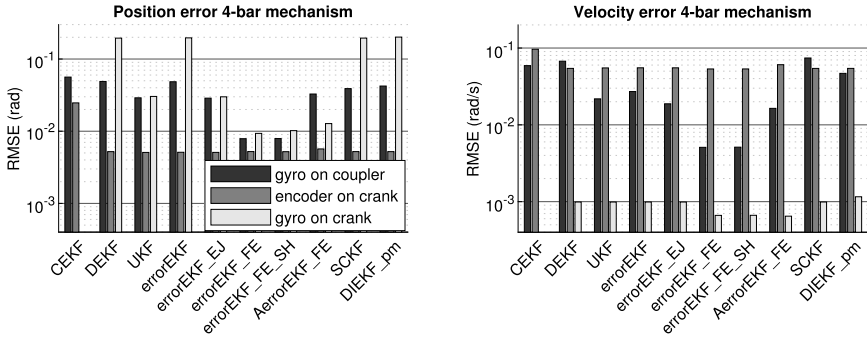 Position error 4-bar mechanism
RMSE (rad)
10^-1
10^-2
10^-3
gyro on coupler
encoder on crank
gyro on crank
CEKF
DEKF
UKF
errorEKF
errorEKF_EJ
errorEKF_FE
errorEKF_FE_SH
AerrorEKF_FE
SCKF
DIEKF_pm
Velocity error 4-bar mechanism
RMSE (rad/s)
10^-1
10^-2
10^-3
CEKF
DEKF
UKF
errorEKF
errorEKF_EJ
errorEKF_FE
errorEKF_FE_SH
AerrorEKF_FE
SCKF
DIEKF_pm